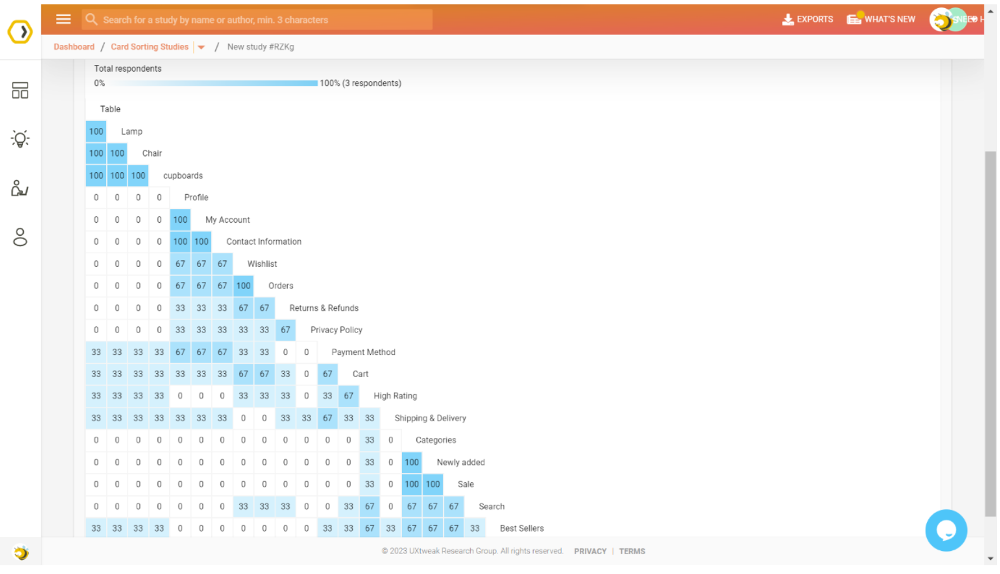 Search for a study by name or author, min. 3 characters
EXPORTS WHAT'S NEW
Dashboard / Card Sorting Studies / New study #RZKg
Total respondents
0% 100% (3 respondents)
Table
100 Lamp
100 100 Chair
100 100 100 cupboards
0 0 0 0 Profile
0 0 0 0 100 My Account
0 0 0 0 100 100 Contact Information
0 0 0 0 67 67 67 Wishlist
0 0 0 0 67 67 67 100 Orders
0 0 0 0 33 33 33 67 67 Returns & Refunds
0 0 0 0 33 33 33 33 33 67 Privacy Policy
33 33 33 33 67 67 67 33 33 0 0 Payment Method
33 33 33 33 33 33 33 67 67 33 0 67 Cart
33 33 33 33 0 0 0 33 33 33 0 33 67 High Rating
33 33 33 33 33 33 33 0 0 33 33 67 33 33 Shipping & Delivery
0 0 0 0 0 0 0 0 0 0 0 0 0 33 0 Categories
0 0 0 0 0 0 0 0 0 0 0 0 0 33 0 100 Newly added
0 0 0 0 0 0 0 0 0 0 0 0 0 33 0 100 100 Sale
0 0 0 0 0 0 0 33 33 33 0 0 33 67 0 67 67 67 Search
33 33 33 33 0 0 0 0 0 0 0 33 33 67 33 67 67 67 33 Best Sellers
© 2023 UXtweak Research Group. All rights reserved. PRIVACY | TERMS